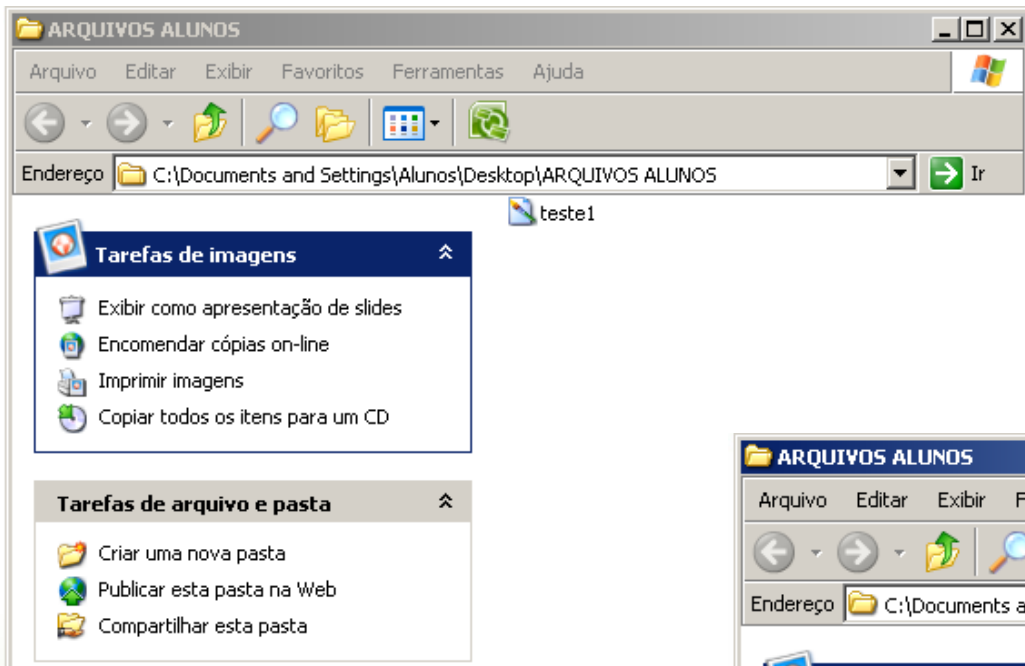 ARQUIVOS ALUNOS
Arquivo Editar Exibir Favoritos Ferramentas Ajuda
Endereço C:\Documents and Settings\Alunos\Desktop\ARQUIVOS ALUNOS Ir
teste1
Tarefas de imagens
Exibir como apresentação de slides
Encomendar cópias on-line
Imprimir imagens
Copiar todos os itens para um CD
Tarefas de arquivo e pasta
Criar uma nova pasta
Publicar esta pasta na Web
Compartilhar esta pasta
ARQUIVOS ALUNOS
Arquivo Editar Exibir F
Endereço C:\Documents a